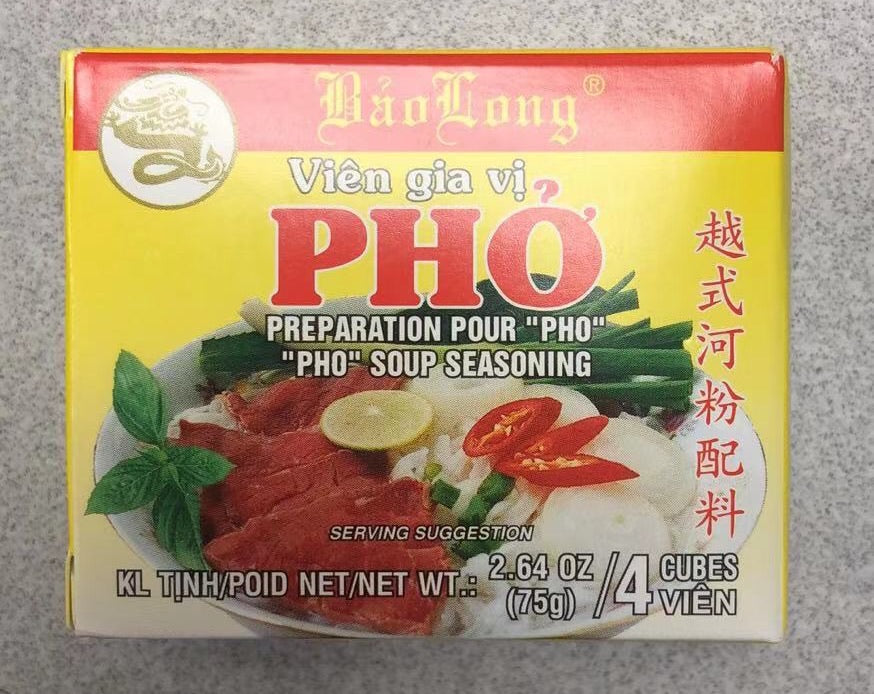 BảoLong®
Viên gia vị
PHỞ
PREPARATION POUR "PHO"
"PHO" SOUP SEASONING
越式河粉配料
SERVING SUGGESTION
KL TỊNH/POID NET/NET WT.: 2.64 OZ (75g) /4 CUBES VIÊN